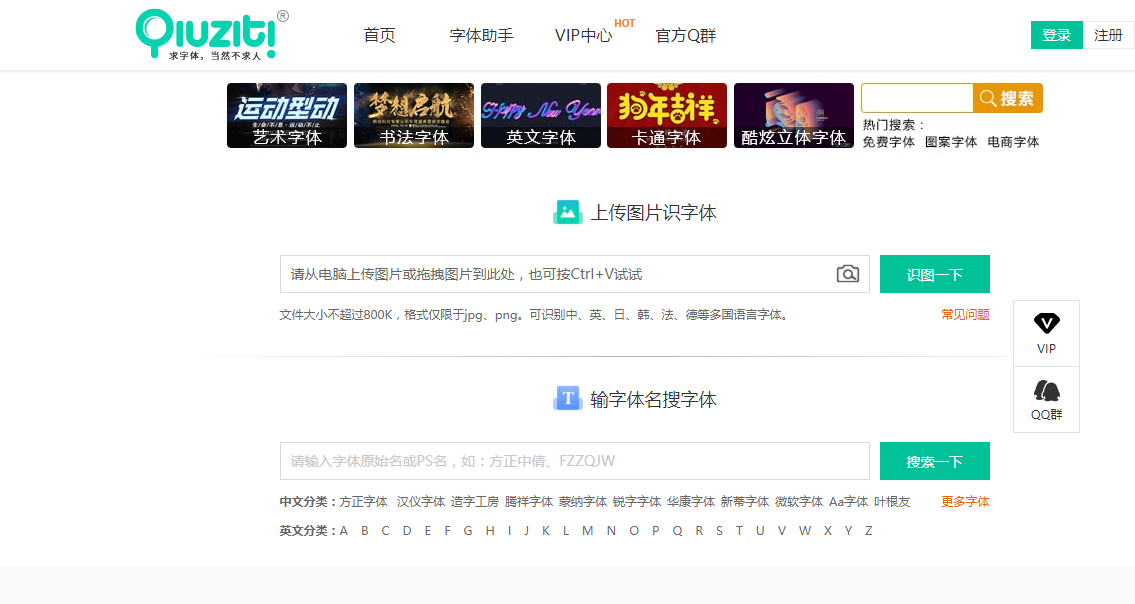 Qiuziti!®
求字体，当然不求人
首页 字体助手 VIP中心 HOT 官方Q群
登录 注册
运动型动
生命不息·运动不止
艺术字体
梦想启航
书法字体
Happy New Year
英文字体
狗年吉祥
卡通字体
酷炫立体字体
搜索
热门搜索：
免费字体 图案字体 电商字体
上传图片识字体
请从电脑上传图片或拖拽图片到此处，也可按Ctrl+V试试
识图一下
文件大小不超过800K，格式仅限于jpg、png。可识别中、英、日、韩、法、德等多国语言字体。
常见问题
VIP
QQ群
T 输字体名搜字体
请输入字体原始名或PS名，如：方正中倩、FZZQJW
搜索一下
中文分类：方正字体 汉仪字体 造字工房 腾祥字体 蒙纳字体 锐字字体 华康字体 新蒂字体 微软字体 Aa字体 叶根友 更多字体
英文分类：A B C D E F G H I J K L M N O P Q R S T U V W X Y Z